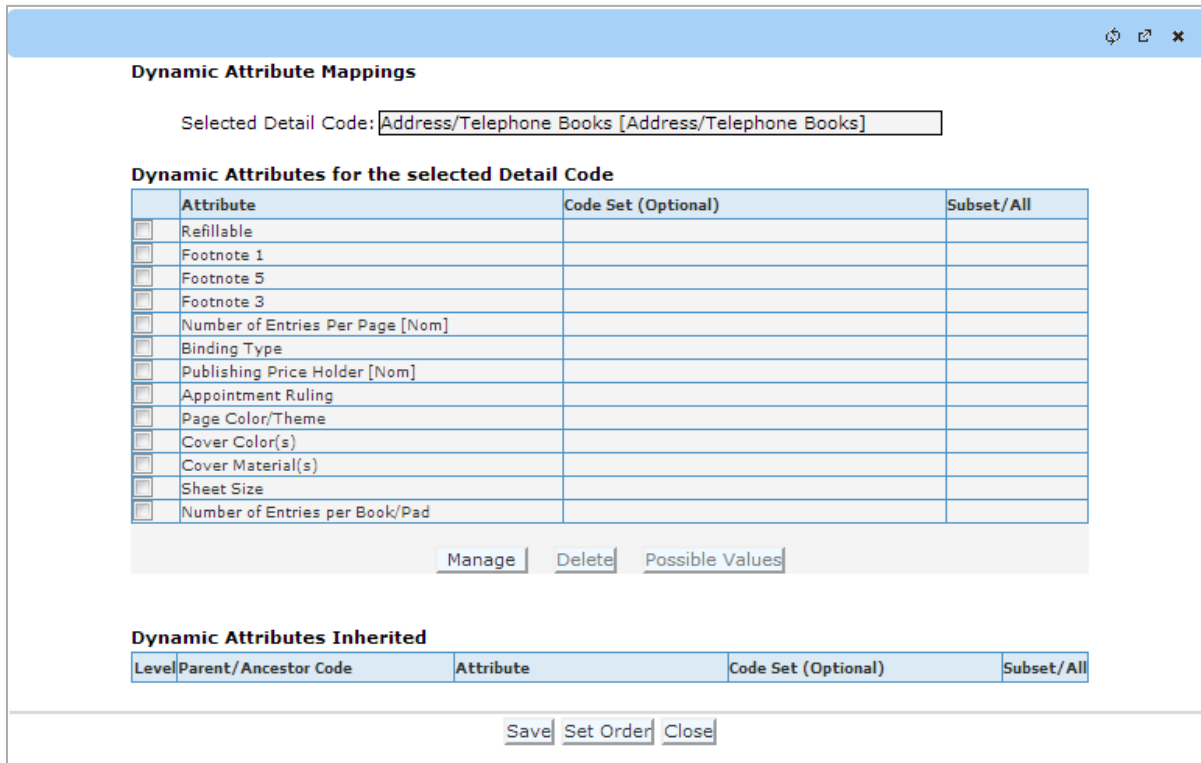 Dynamic Attribute Mappings
Selected Detail Code: Address/Telephone Books [Address/Telephone Books]
Dynamic Attributes for the selected Detail Code
Attribute Code Set (Optional) Subset/All
Refillable
Footnote 1
Footnote 5
Footnote 3
Number of Entries Per Page [Nom]
Binding Type
Publishing Price Holder [Nom]
Appointment Ruling
Page Color/Theme
Cover Color(s)
Cover Material(s)
Sheet Size
Number of Entries per Book/Pad
Manage Delete Possible Values
Dynamic Attributes Inherited
Level Parent/Ancestor Code Attribute Code Set (Optional) Subset/All
Save Set Order Close